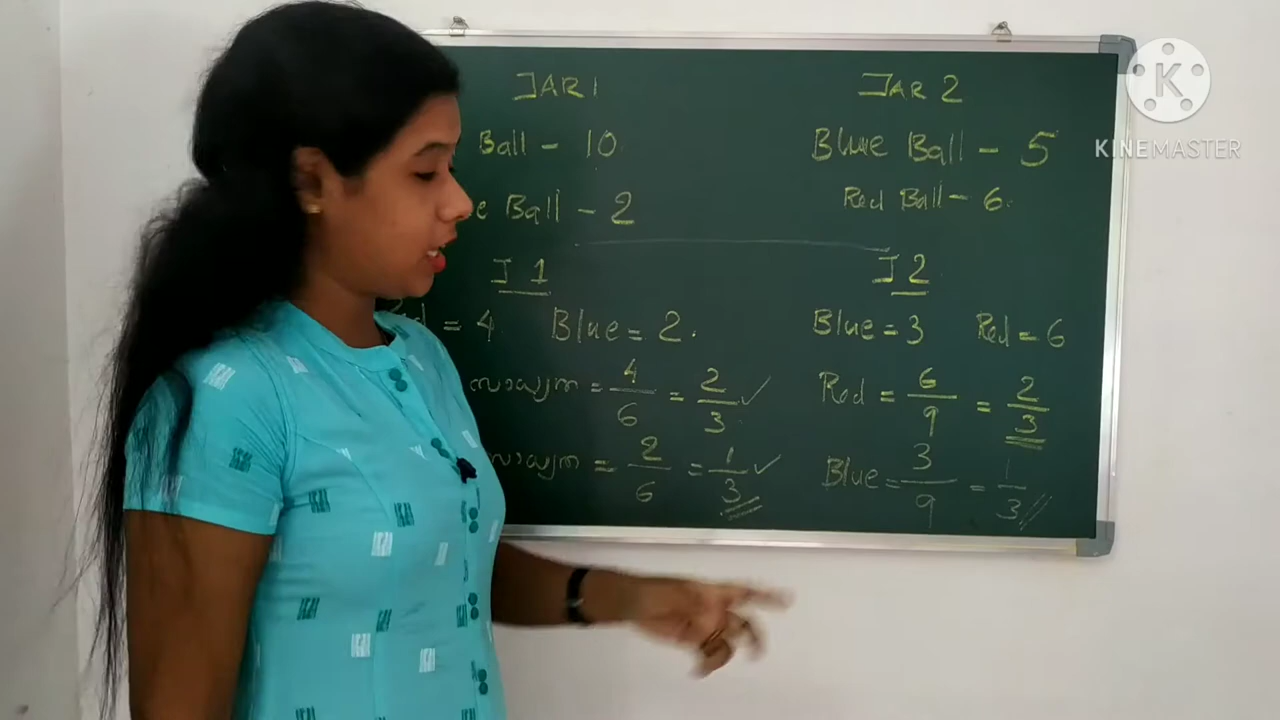 JAR 1
Ball - 10
Ball - 2
J 1
= 4 Blue = 2.
സാധ്യത = 4/6 = 2/3 ✓
സാധ്യത = 2/6 = 1/3 ✓
JAR 2
Blue Ball - 5
Red Ball - 6.
J 2
Blue = 3 Red = 6
Red = 6/9 = 2/3
Blue = 3/9 = 1/3
K
KINEMASTER